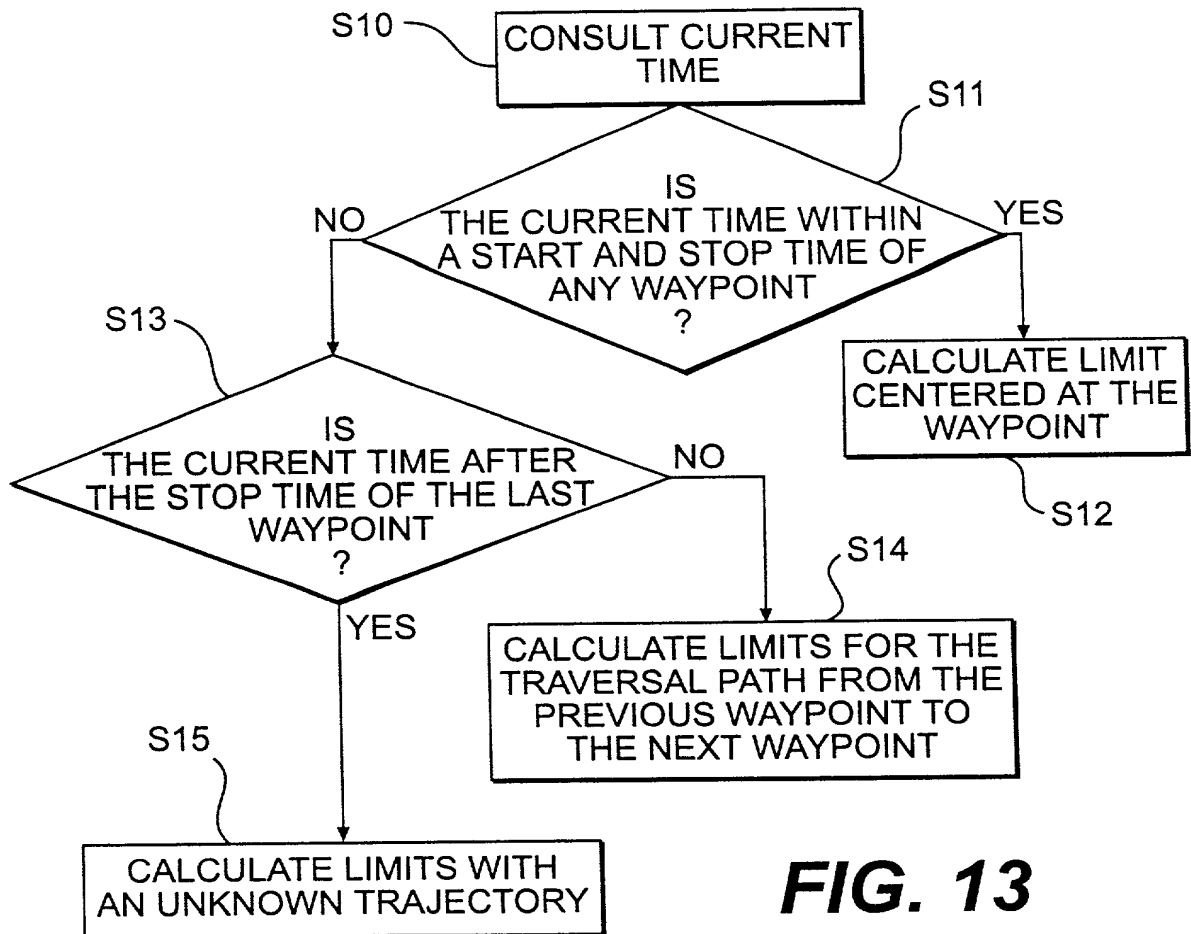 S10
CONSULT CURRENT
TIME
S11
IS
THE CURRENT TIME WITHIN
A START AND STOP TIME OF
ANY WAYPOINT
?
NO
YES
S13
CALCULATE LIMIT
CENTERED AT THE
WAYPOINT
S12
IS
THE CURRENT TIME AFTER
THE STOP TIME OF THE LAST
WAYPOINT
?
NO
YES
S14
CALCULATE LIMITS FOR THE
TRAVERSAL PATH FROM THE
PREVIOUS WAYPOINT TO
THE NEXT WAYPOINT
S15
CALCULATE LIMITS WITH
AN UNKNOWN TRAJECTORY
FIG. 13